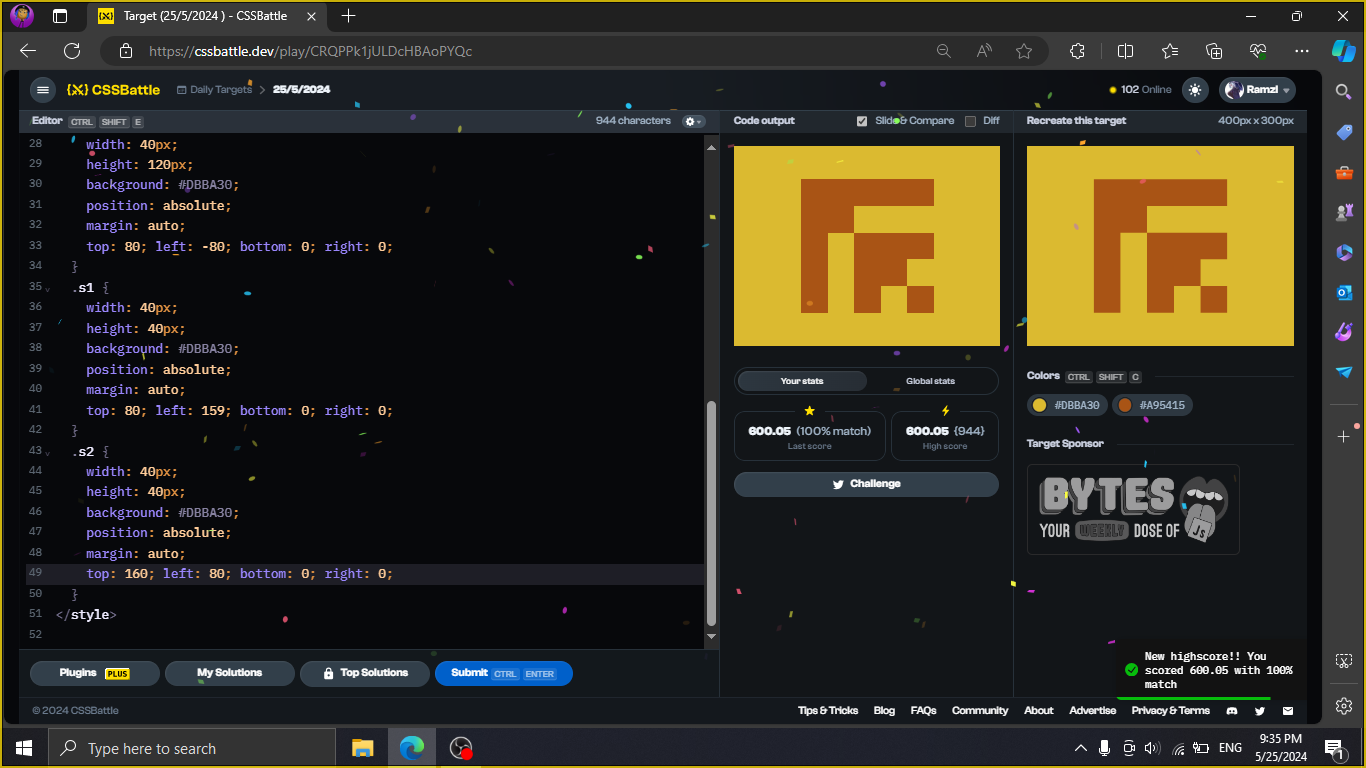 Target (25/5/2024 ) - CSSBattle
https://cssbattle.dev/play/CRQPPk1jULDcHBAoPYQc
CSSBattle
Daily Targets
25/5/2024
102 Online
Ramzi
Editor CTRL SHIFT E
944 characters
Code output
Slide & Compare
Diff
Recreate this target
400px x 300px
28 width: 40px;
29 height: 120px;
30 background: #DBBA30;
31 position: absolute;
32 margin: auto;
33 top: 80; left: -80; bottom: 0; right: 0;
34 }
35 .s1 {
36 width: 40px;
37 height: 40px;
38 background: #DBBA30;
39 position: absolute;
40 margin: auto;
41 top: 80; left: 159; bottom: 0; right: 0;
42 }
43 .s2 {
44 width: 40px;
45 height: 40px;
46 background: #DBBA30;
47 position: absolute;
48 margin: auto;
49 top: 160; left: 80; bottom: 0; right: 0;
50 }
51 </style>
52
Your stats
Global stats
600.05 (100% match)
Last score
600.05 {944}
High score
Challenge
Colors CTRL SHIFT C
#DBBA30
#A95415
Target Sponsor
BYTES
YOUR WEEKLY DOSE OF JS
New highscore!! You
scored 600.05 with 100%
match
Plugins PLUS
My Solutions
Top Solutions
Submit CTRL ENTER
© 2024 CSSBattle
Tips & Tricks
Blog
FAQs
Community
About
Advertise
Privacy & Terms
Type here to search
ENG
9:35 PM
5/25/2024
1